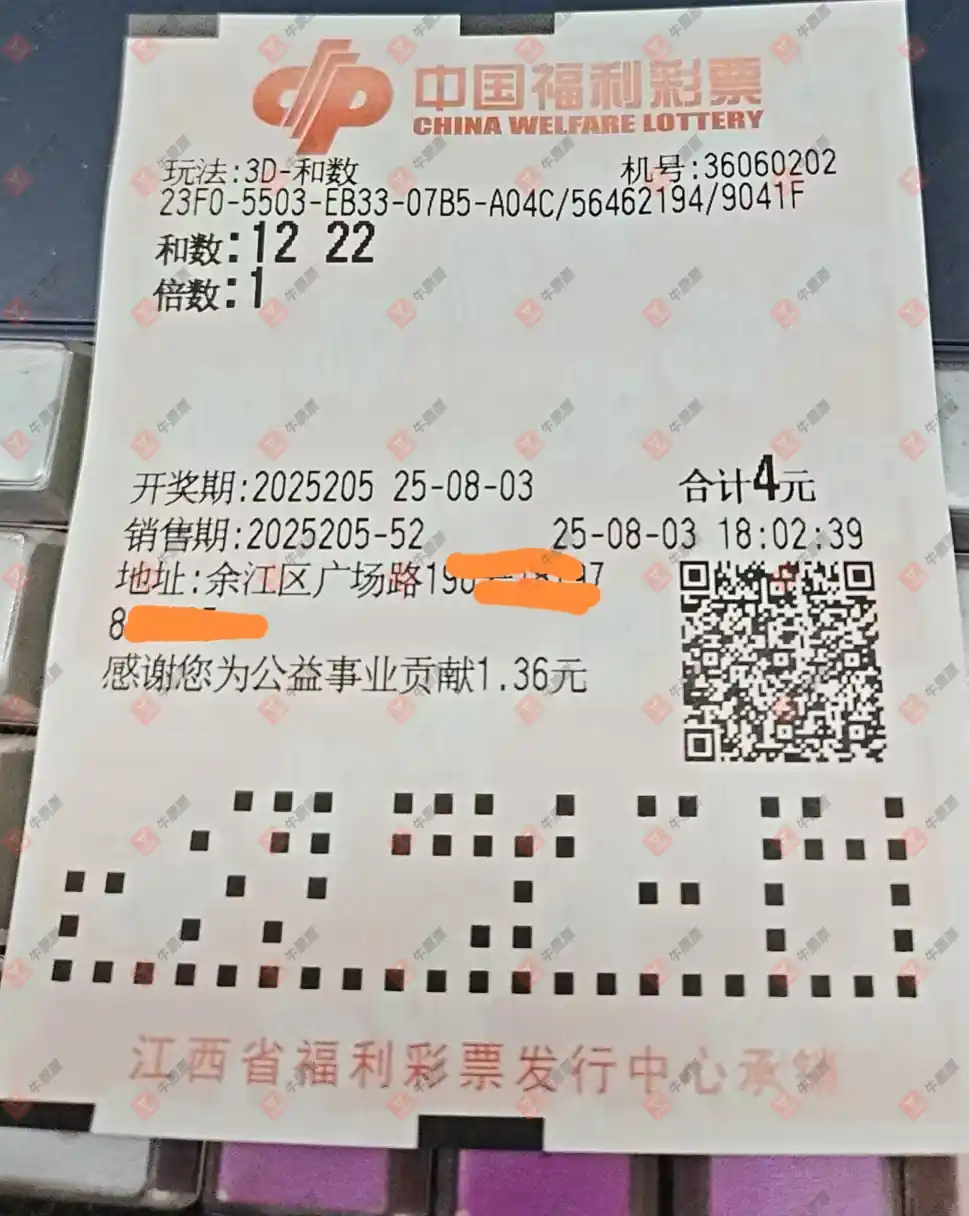 中国福利彩票
CHINA WELFARE LOTTERY
玩法:3D-和数 机号:36060202
23F0-5503-EB33-07B5-A04C/56462194/9041F
和数:12 22
倍数:1
开奖期:2025205 25-08-03 合计4元
销售期:2025205-52 25-08-03 18:02:39
地址:余江区广场路190
8
感谢您为公益事业贡献1.36元
江西省福利彩票发行中心承销